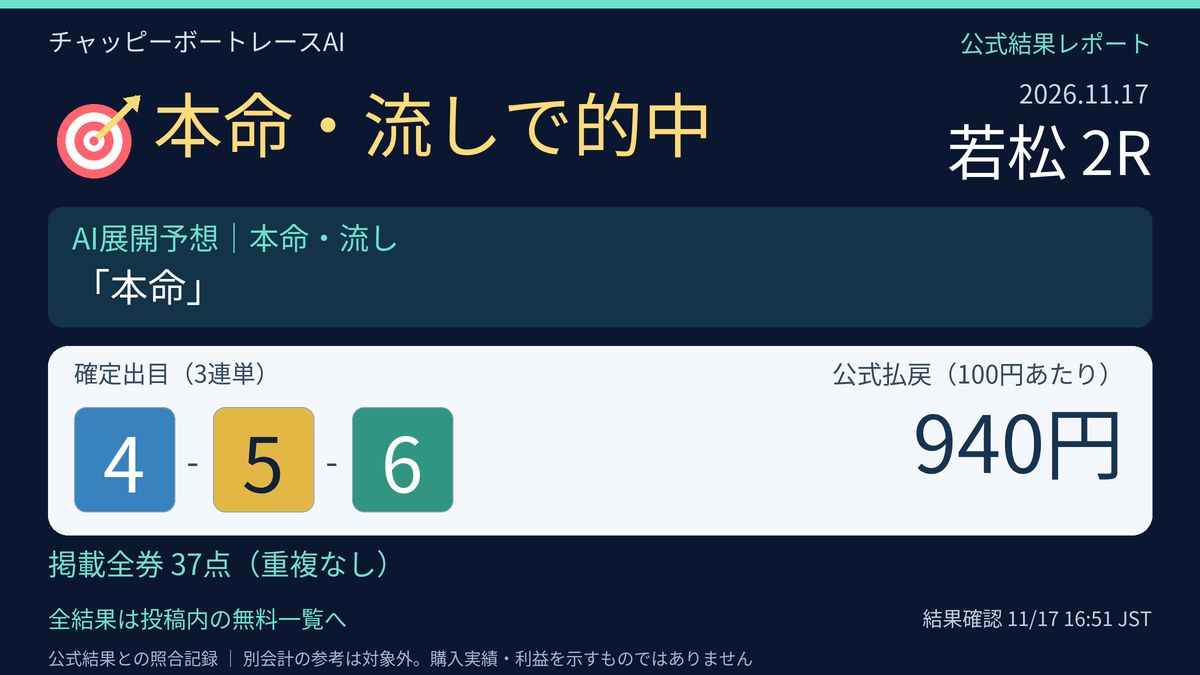 チャッピーボートレースAI
公式結果レポート
2026.11.17
本命・流しで的中
若松 2R
AI展開予想｜本命・流し
「本命」
確定出目（3連単）
公式払戻（100円あたり）
4 - 5 - 6
940円
掲載全券 37点（重複なし）
全結果は投稿内の無料一覧へ
結果確認 11/17 16:51 JST
公式結果との照合記録 ｜ 別会計の参考は対象外。購入実績・利益を示すものではありません